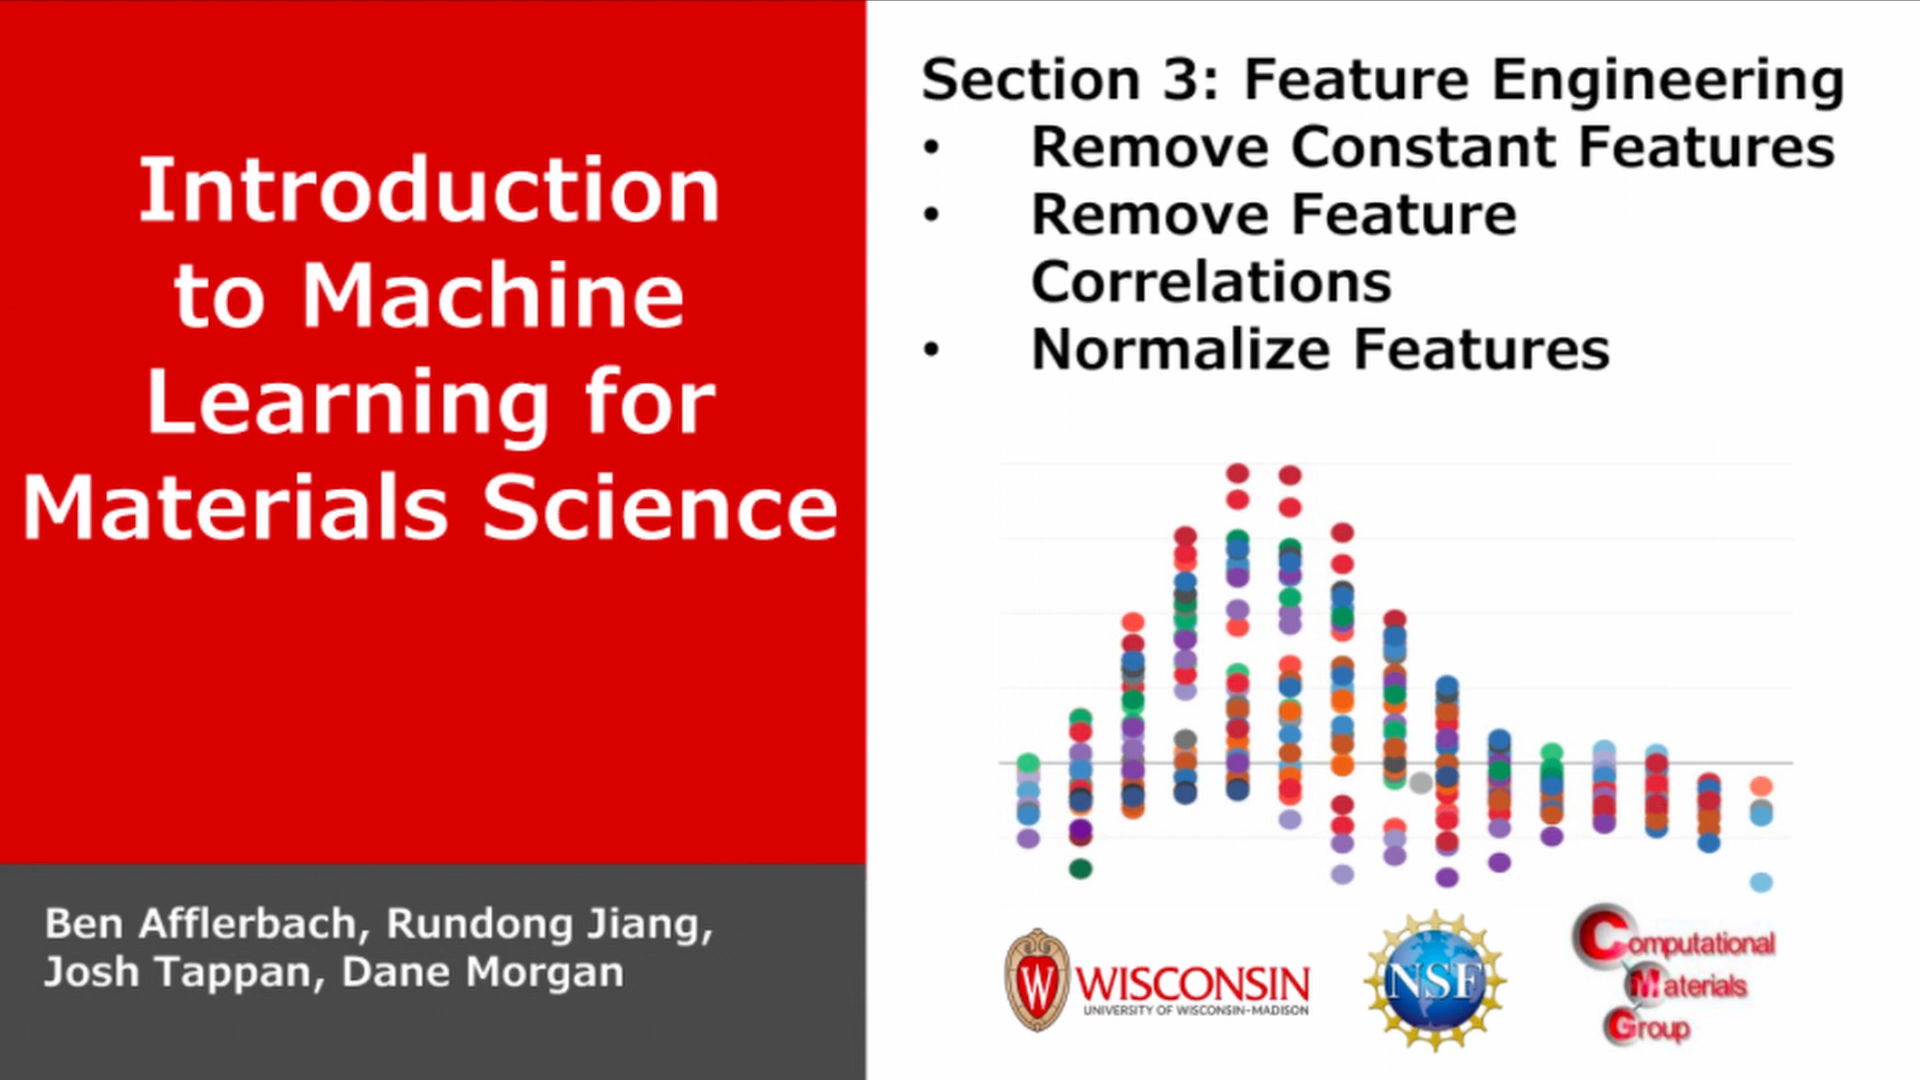 Introduction
to Machine
Learning for
Materials Science
Ben Afflerbach, Rundong Jiang,
Josh Tappan, Dane Morgan
Section 3: Feature Engineering
• Remove Constant Features
• Remove Feature
Correlations
• Normalize Features
W WISCONSIN
UNIVERSITY OF WISCONSIN-MADISON
NSF
Computational
Materials
Group